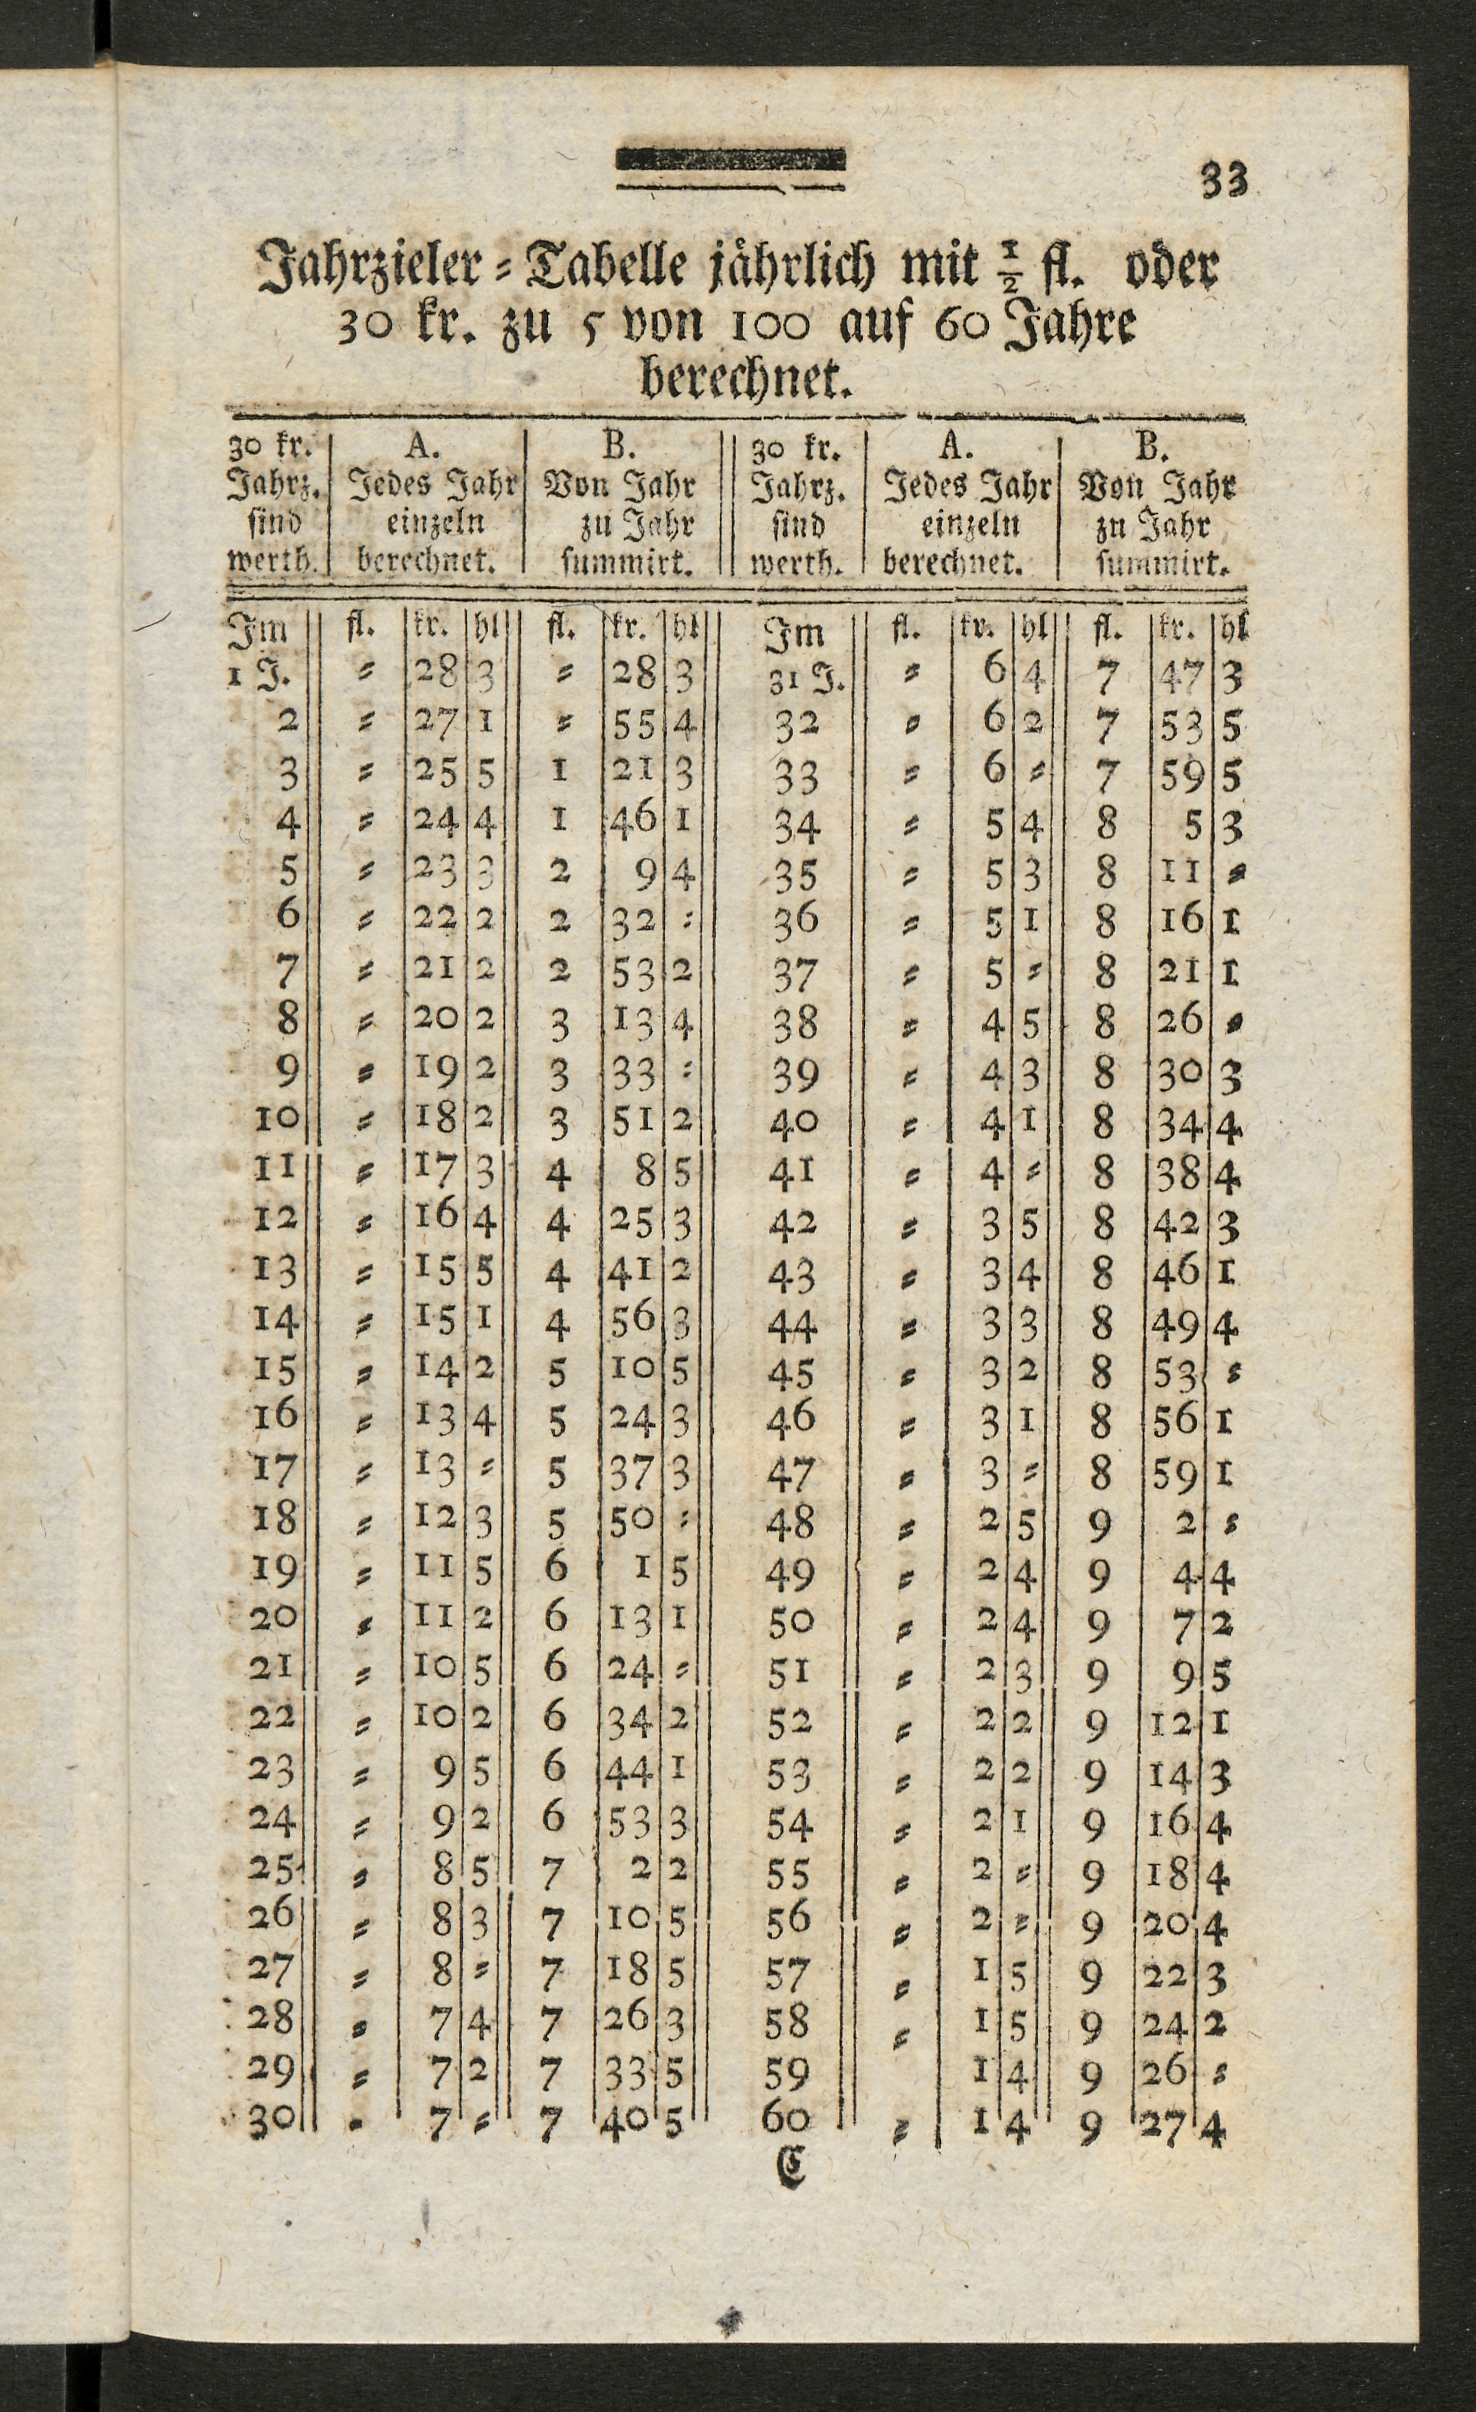 33
Jahrzieler⸗Tabelle jährlich mit ½ fl. oder
30 kr. zu 5 von 100 auf 60 Jahre
berechnet.
30 kr. Jahrz. sind werth. | A. Jedes Jahr einzeln berechnet. | B. Von Jahr zu Jahr summirt. || 30 kr. Jahrz. sind werth. | A. Jedes Jahr einzeln berechnet. | B. Von Jahr zu Jahr summirt.
Im || fl. | kr. | hl || fl. | kr. | hl || Im || fl. | kr. | hl || fl. | kr. | hl
1 J. ⸗ 28 3 ⸗ 28 3 31 J. ⸗ 6 4 7 47 3
2 ⸗ 27 1 ⸗ 55 4 32 ⸗ 6 2 7 53 5
3 ⸗ 25 5 1 21 3 33 ⸗ 6 ⸗ 7 59 5
4 ⸗ 24 4 1 46 1 34 ⸗ 5 4 8 5 3
5 ⸗ 23 3 2 9 4 35 ⸗ 5 3 8 11 ⸗
6 ⸗ 22 2 2 32 ⸗ 36 ⸗ 5 1 8 16 1
7 ⸗ 21 2 2 53 2 37 ⸗ 5 ⸗ 8 21 1
8 ⸗ 20 2 3 13 4 38 ⸗ 4 5 8 26 ⸗
9 ⸗ 19 2 3 33 ⸗ 39 ⸗ 4 3 8 30 3
10 ⸗ 18 2 3 51 2 40 ⸗ 4 1 8 34 4
11 ⸗ 17 3 4 8 5 41 ⸗ 4 ⸗ 8 38 4
12 ⸗ 16 4 4 25 3 42 ⸗ 3 5 8 42 3
13 ⸗ 15 5 4 41 2 43 ⸗ 3 4 8 46 1
14 ⸗ 15 1 4 56 3 44 ⸗ 3 3 8 49 4
15 ⸗ 14 2 5 10 5 45 ⸗ 3 2 8 53 ⸗
16 ⸗ 13 4 5 24 3 46 ⸗ 3 1 8 56 1
17 ⸗ 13 ⸗ 5 37 3 47 ⸗ 3 ⸗ 8 59 1
18 ⸗ 12 3 5 50 ⸗ 48 ⸗ 2 5 9 2 ⸗
19 ⸗ 11 5 6 1 5 49 ⸗ 2 4 9 4 4
20 ⸗ 11 2 6 13 1 50 ⸗ 2 4 9 7 2
21 ⸗ 10 5 6 24 ⸗ 51 ⸗ 2 3 9 9 5
22 ⸗ 10 2 6 34 2 52 ⸗ 2 2 9 12 1
23 ⸗ 9 5 6 44 1 53 ⸗ 2 2 9 14 3
24 ⸗ 9 2 6 53 3 54 ⸗ 2 1 9 16 4
25 ⸗ 8 5 7 2 2 55 ⸗ 2 ⸗ 9 18 4
26 ⸗ 8 3 7 10 5 56 ⸗ 2 ⸗ 9 20 4
27 ⸗ 8 ⸗ 7 18 5 57 ⸗ 1 5 9 22 3
28 ⸗ 7 4 7 26 3 58 ⸗ 1 5 9 24 2
29 ⸗ 7 2 7 33 5 59 1 4 9 26 ⸗
30 ⸗ 7 ⸗ 7 40 5 60 ⸗ 1 4 9 27 4
C